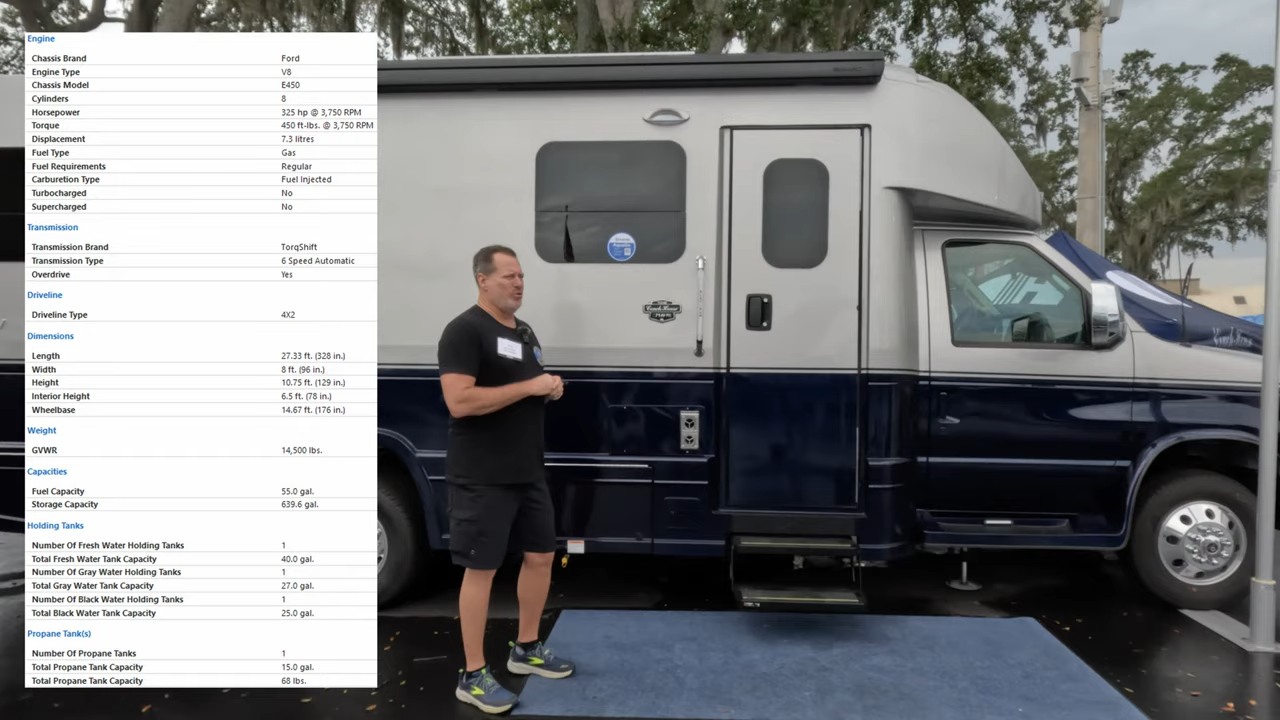 Engine
Chassis Brand Ford
Engine Type V8
Chassis Model E450
Cylinders 8
Horsepower 325 hp @ 3,750 RPM
Torque 450 ft-lbs. @ 3,750 RPM
Displacement 7.3 litres
Fuel Type Gas
Fuel Requirements Regular
Carburetion Type Fuel Injected
Turbocharged No
Supercharged No
Transmission
Transmission Brand TorqShift
Transmission Type 6 Speed Automatic
Overdrive Yes
Driveline
Driveline Type 4X2
Dimensions
Length 27.33 ft. (328 in.)
Width 8 ft. (96 in.)
Height 10.75 ft. (129 in.)
Interior Height 6.5 ft. (78 in.)
Wheelbase 14.67 ft. (176 in.)
Weight
GVWR 14,500 lbs.
Capacities
Fuel Capacity 55.0 gal.
Storage Capacity 639.6 gal.
Holding Tanks
Number Of Fresh Water Holding Tanks 1
Total Fresh Water Tank Capacity 40.0 gal.
Number Of Gray Water Holding Tanks 1
Total Gray Water Tank Capacity 27.0 gal.
Number Of Black Water Holding Tanks 1
Total Black Water Tank Capacity 25.0 gal.
Propane Tank(s)
Number Of Propane Tanks 1
Total Propane Tank Capacity 15.0 gal.
Total Propane Tank Capacity 68 lbs.